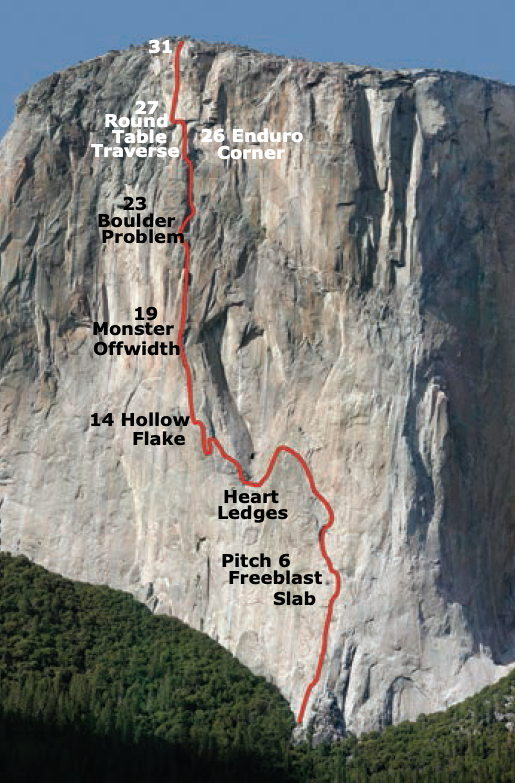 31
27
Round
Table
Traverse
26 Enduro
Corner
23
Boulder
Problem
19
Monster
Offwidth
14 Hollow
Flake
Heart
Ledges
Pitch 6
Freeblast
Slab